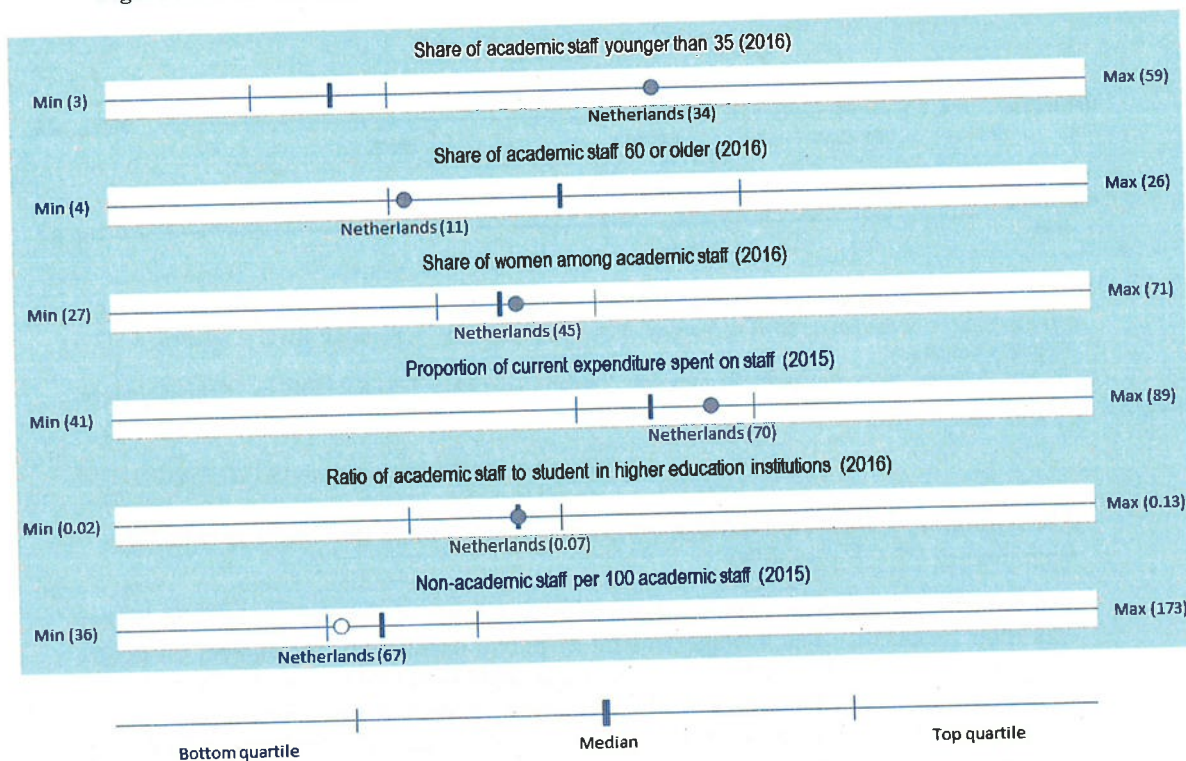 Share of academic staff younger than 35 (2016)
Min (3)
Max (59)
Netherlands (34)
Share of academic staff 60 or older (2016)
Min (4)
Max (26)
Netherlands (11)
Share of women among academic staff (2016)
Min (27)
Max (71)
Netherlands (45)
Proportion of current expenditure spent on staff (2015)
Min (41)
Max (89)
Netherlands (70)
Ratio of academic staff to student in higher education institutions (2016)
Min (0.02)
Max (0.13)
Netherlands (0.07)
Non-academic staff per 100 academic staff (2015)
Min (36)
Max (173)
Netherlands (67)
Bottom quartile
Median
Top quartile